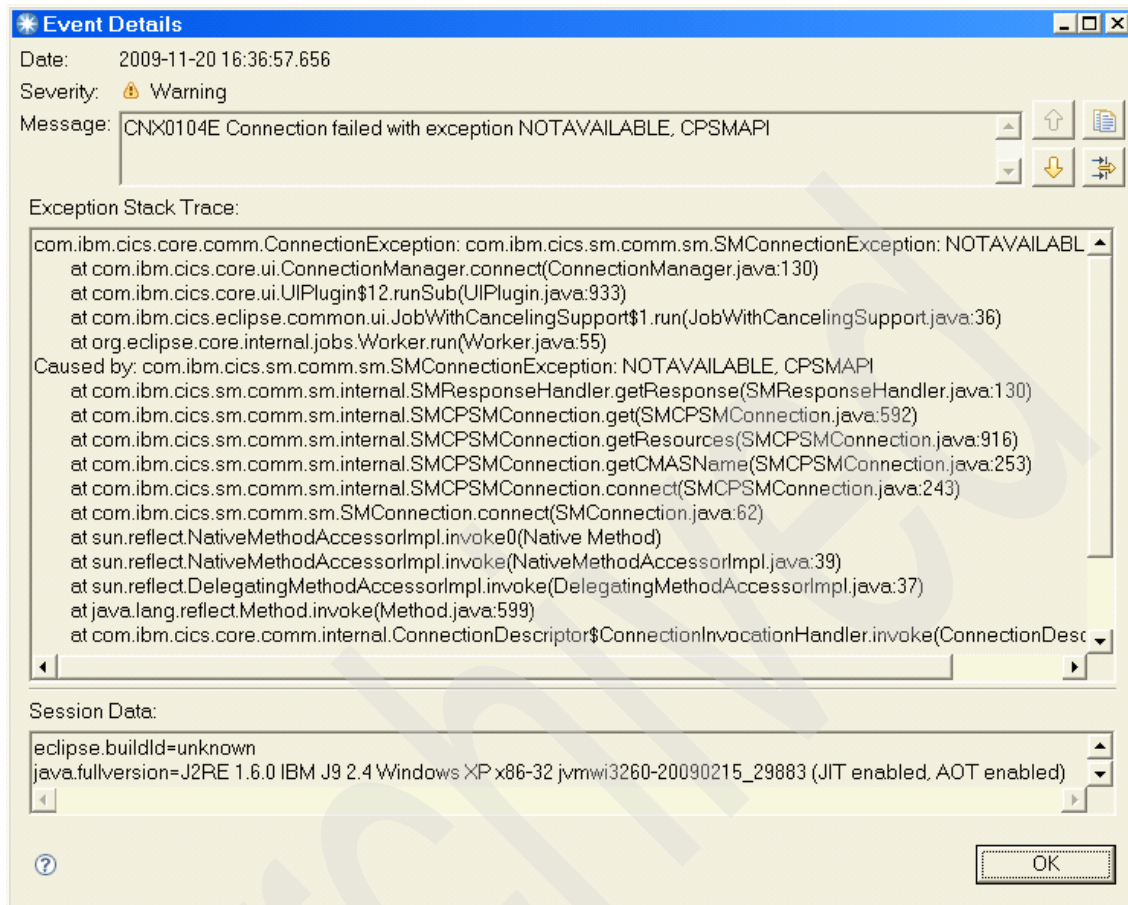 Event Details
Date: 2009-11-20 16:36:57.656
Severity: Warning
Message: CNX0104E Connection failed with exception NOTAVAILABLE, CPSMAPI
Exception Stack Trace:
com.ibm.cics.core.comm.ConnectionException: com.ibm.cics.sm.comm.sm.SMConnectionException: NOTAVAILABL
at com.ibm.cics.core.ui.ConnectionManager.connect(ConnectionManager.java:130)
at com.ibm.cics.core.ui.UIPlugin$12.runSub(UIPlugin.java:933)
at com.ibm.cics.eclipse.common.ui.JobWithCancelingSupport$1.run(JobWithCancelingSupport.java:36)
at org.eclipse.core.internal.jobs.Worker.run(Worker.java:55)
Caused by: com.ibm.cics.sm.comm.sm.SMConnectionException: NOTAVAILABLE, CPSMAPI
at com.ibm.cics.sm.comm.sm.internal.SMResponseHandler.getResponse(SMResponseHandler.java:130)
at com.ibm.cics.sm.comm.sm.internal.SMCPSMConnection.get(SMCPSMConnection.java:592)
at com.ibm.cics.sm.comm.sm.internal.SMCPSMConnection.getResources(SMCPSMConnection.java:916)
at com.ibm.cics.sm.comm.sm.internal.SMCPSMConnection.getCMASName(SMCPSMConnection.java:253)
at com.ibm.cics.sm.comm.sm.internal.SMCPSMConnection.connect(SMCPSMConnection.java:243)
at com.ibm.cics.sm.comm.sm.SMConnection.connect(SMConnection.java:62)
at sun.reflect.NativeMethodAccessorImpl.invoke0(Native Method)
at sun.reflect.NativeMethodAccessorImpl.invoke(NativeMethodAccessorImpl.java:39)
at sun.reflect.DelegatingMethodAccessorImpl.invoke(DelegatingMethodAccessorImpl.java:37)
at java.lang.reflect.Method.invoke(Method.java:599)
at com.ibm.cics.core.comm.internal.ConnectionDescriptor$ConnectionInvocationHandler.invoke(ConnectionDesc
Session Data:
eclipse.buildId=unknown
java.fullversion=J2RE 1.6.0 IBM J9 2.4 Windows XP x86-32 jvmwi3260-20090215_29883 (JIT enabled, AOT enabled)
OK